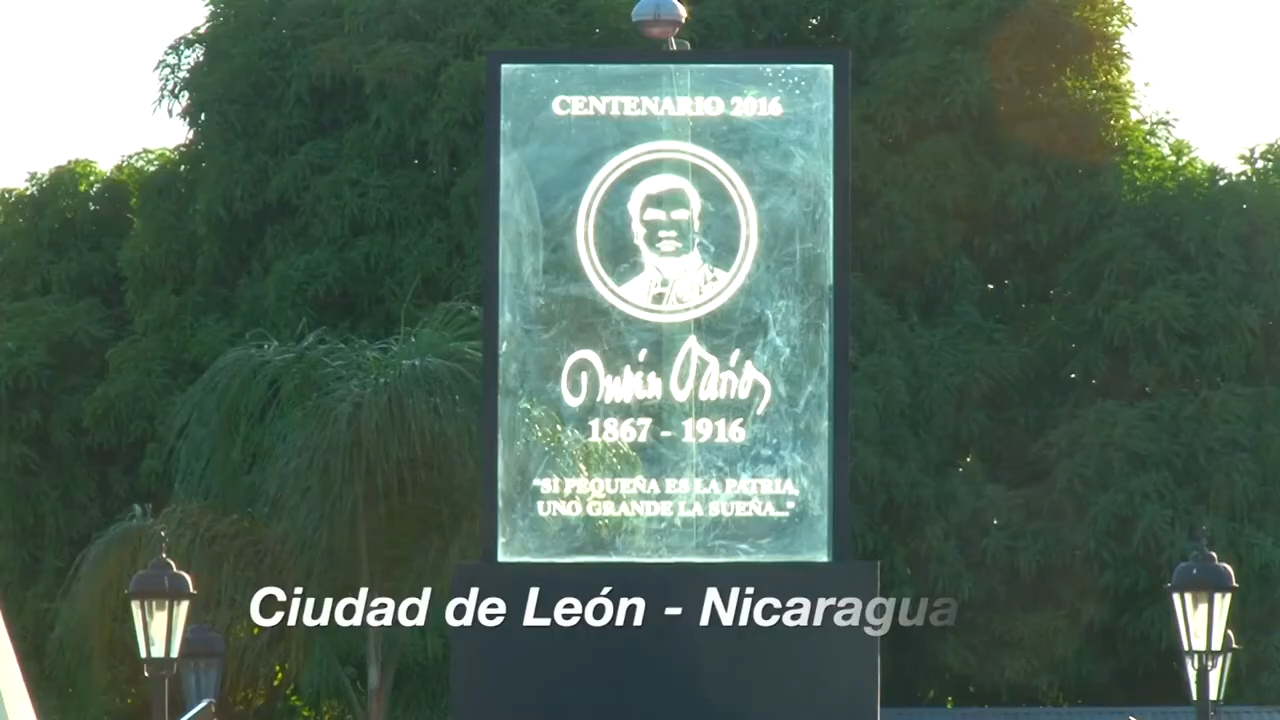 CENTENARIO 2016
Rubén Darío
1867 - 1916
"SI PEQUEÑA ES LA PATRIA,
UNO GRANDE LA SUEÑA..."
Ciudad de León - Nicaragua